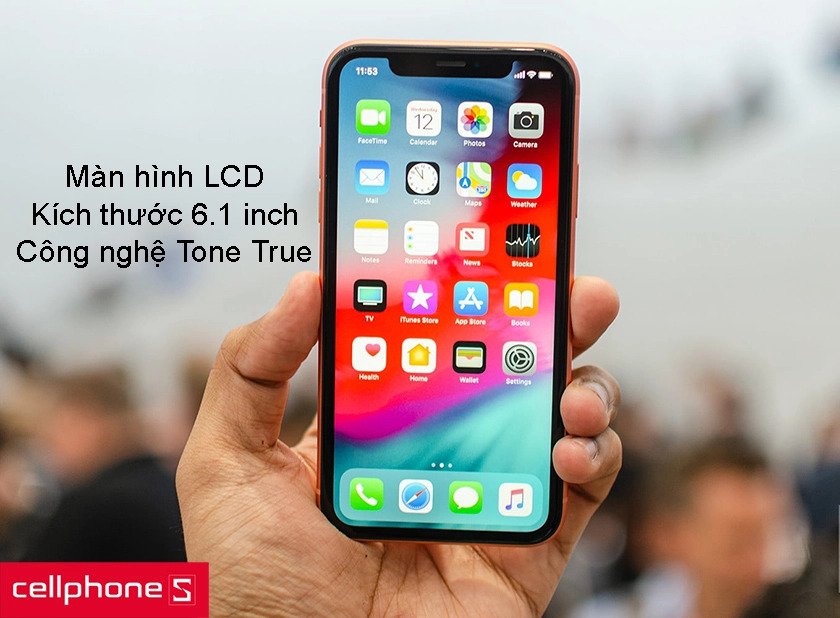 11:53
Wednesday
12
FaceTime
Calendar
Photos
Camera
Mail
Clock
Maps
Weather
Màn hình LCD
Kích thước 6.1 inch
Công nghệ Tone True
Notes
Reminders
News
Stocks
TV
iTunes Store
App Store
Books
Health
Home
Wallet
Settings
cellphone S